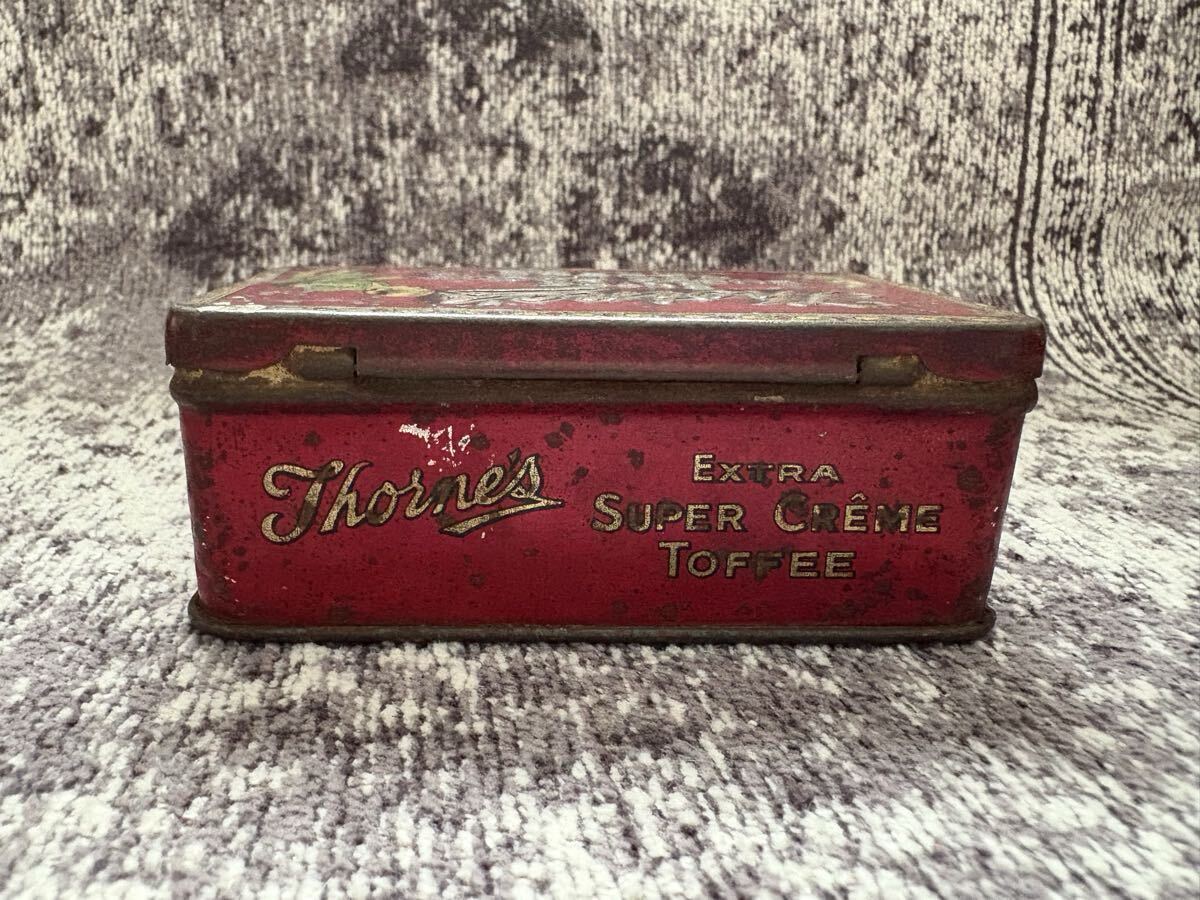 Thorne's
EXTRA
SUPER CRÊME
TOFFEE